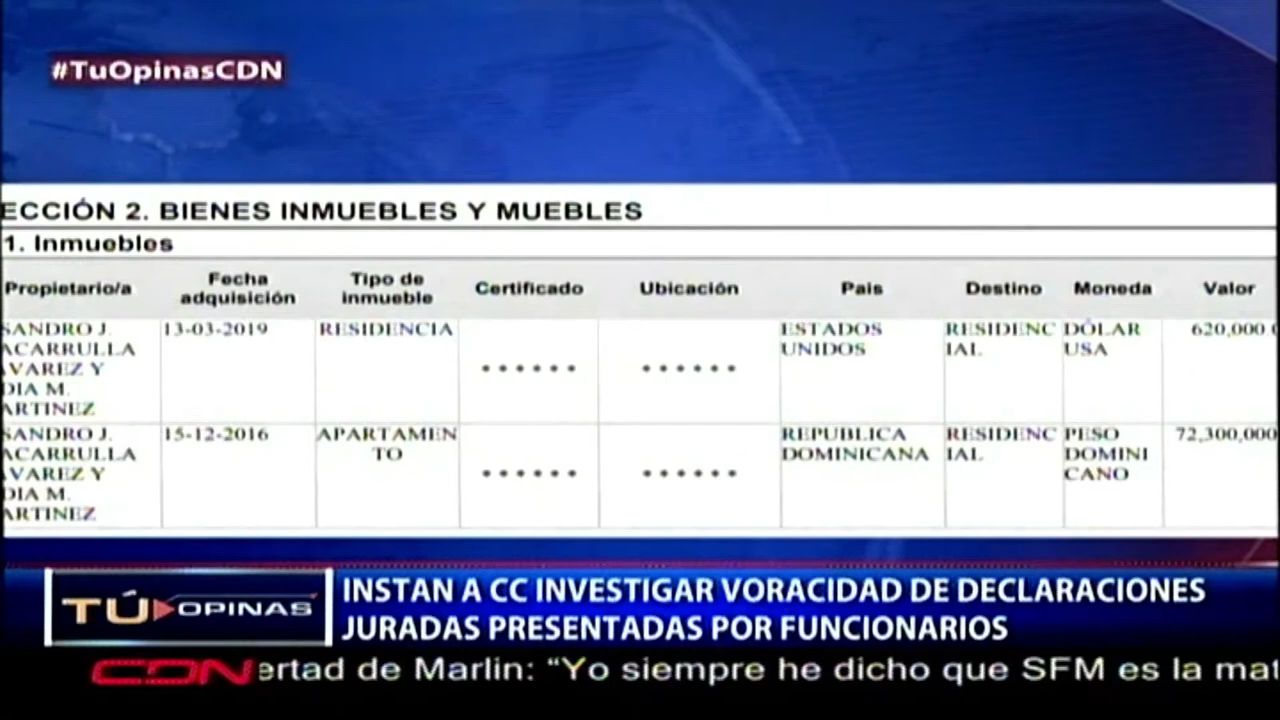 #TuOpinasCDN
ECCIÓN 2. BIENES INMUEBLES Y MUEBLES
1. Inmuebles
Propietario/a Fecha adquisición Tipo de inmueble Certificado Ubicación Pais Destino Moneda Valor
SANDRO J. 13-03-2019 RESIDENCIA ESTADOS RESIDENC DÓLAR 620,000
ACARRULLA UNIDOS IAL USA
VAREZ Y ****** ******
DIA M.
ARTINEZ
SANDRO J. 15-12-2016 APARTAMEN REPUBLICA RESIDENC PESO 72,300,000
ACARRULLA TO DOMINICANA IAL DOMINI
VAREZ Y ****** ****** CANO
DIA M.
ARTINEZ
TÚ OPINAS
INSTAN A CC INVESTIGAR VORACIDAD DE DECLARACIONES
JURADAS PRESENTADAS POR FUNCIONARIOS
CDN ertad de Marlin: “Yo siempre he dicho que SFM es la mat